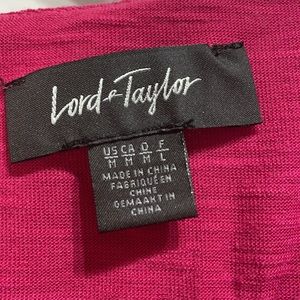 Lord & Taylor
US CA D F
M M M L
MADE IN CHINA
FABRIQUÉ EN
CHINE
GEMAAKT IN
CHINA